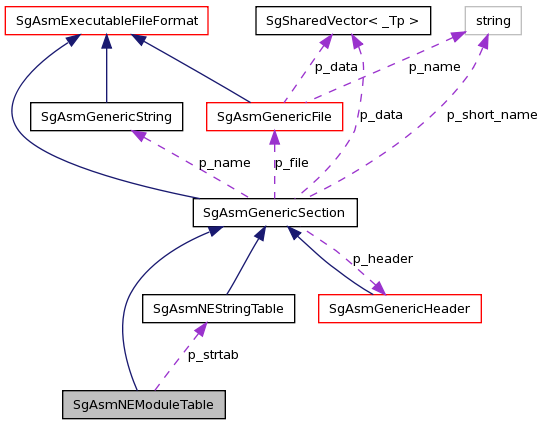 SgAsmExecutableFileFormat
SgSharedVector< _Tp >
string
p_data
p_name
SgAsmGenericString
SgAsmGenericFile
p_data
p_short_name
p_name
p_file
SgAsmGenericSection
p_header
SgAsmNEStringTable
SgAsmGenericHeader
p_strtab
SgAsmNEModuleTable